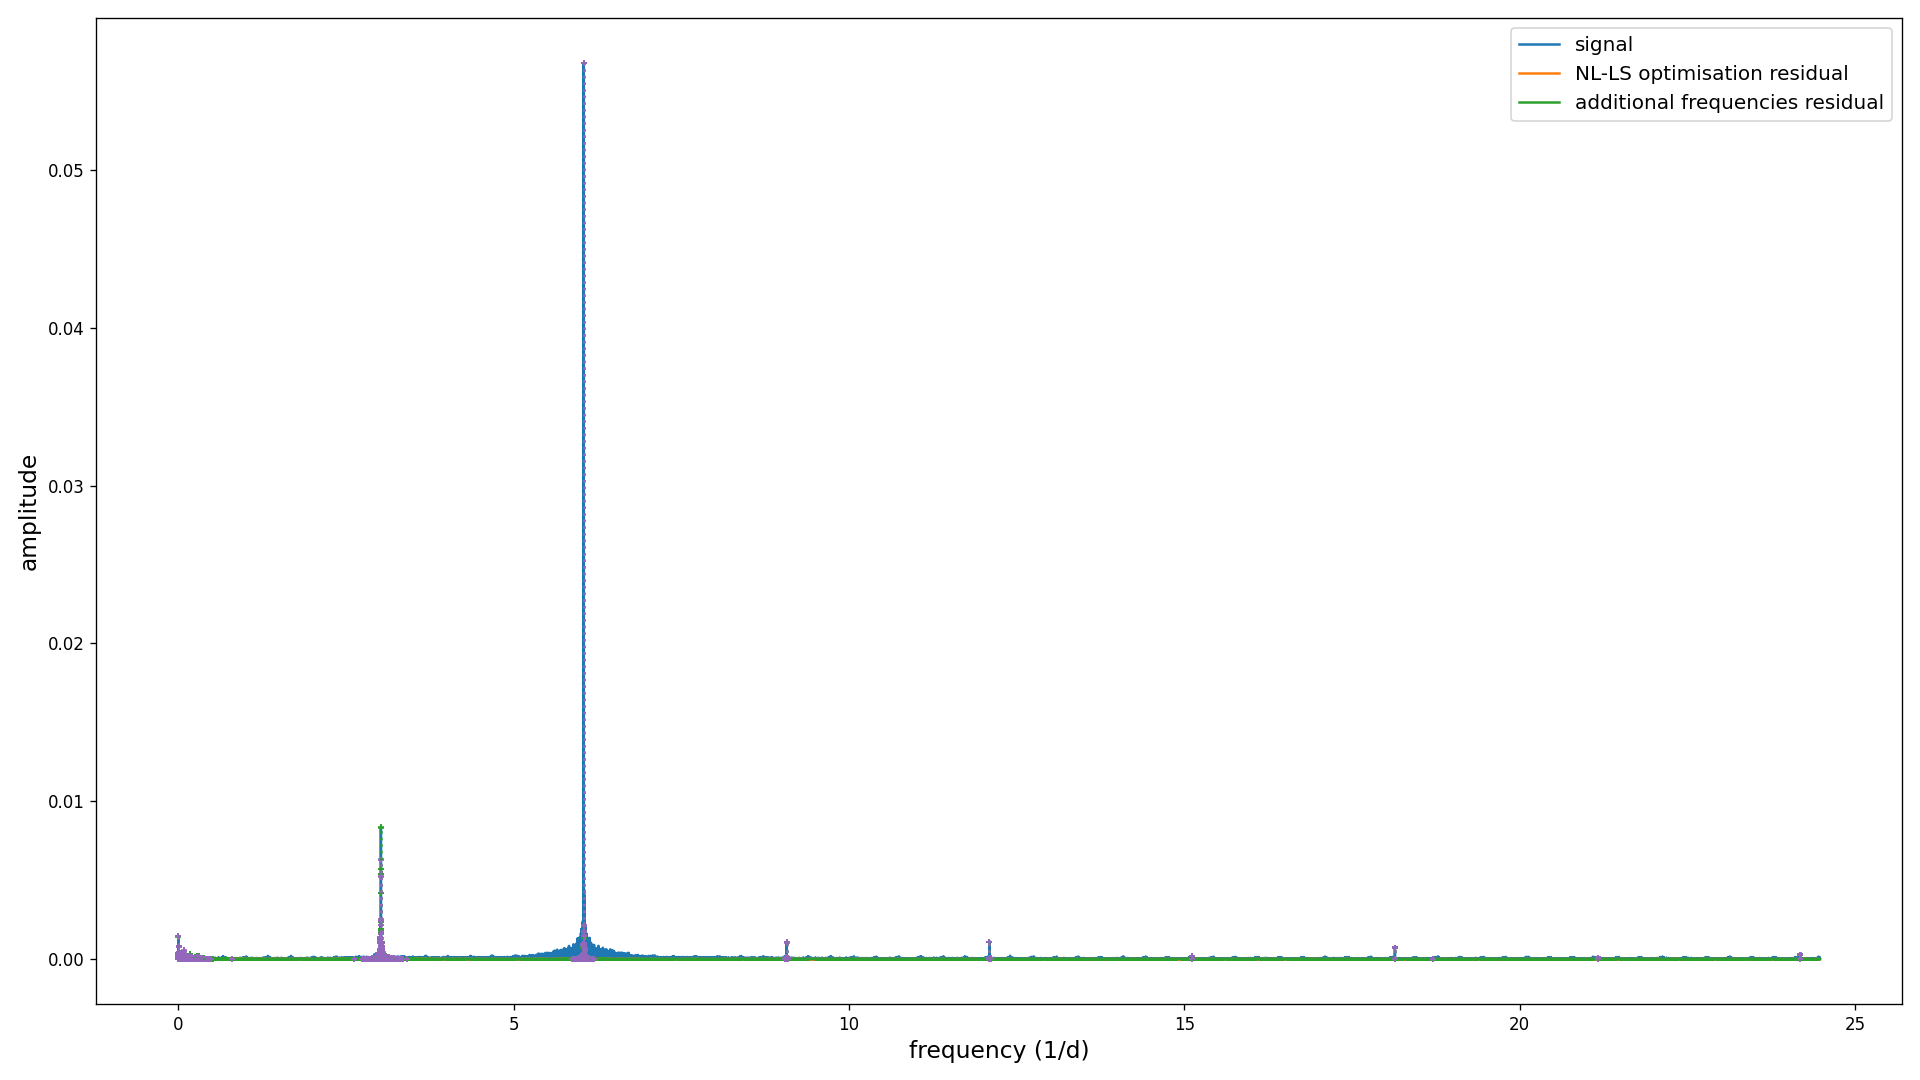 signal
NL-LS optimisation residual
additional frequencies residual
0.05
0.04
0.03
0.02
0.01
0.00
amplitude
0 5 10 15 20 25
frequency (1/d)